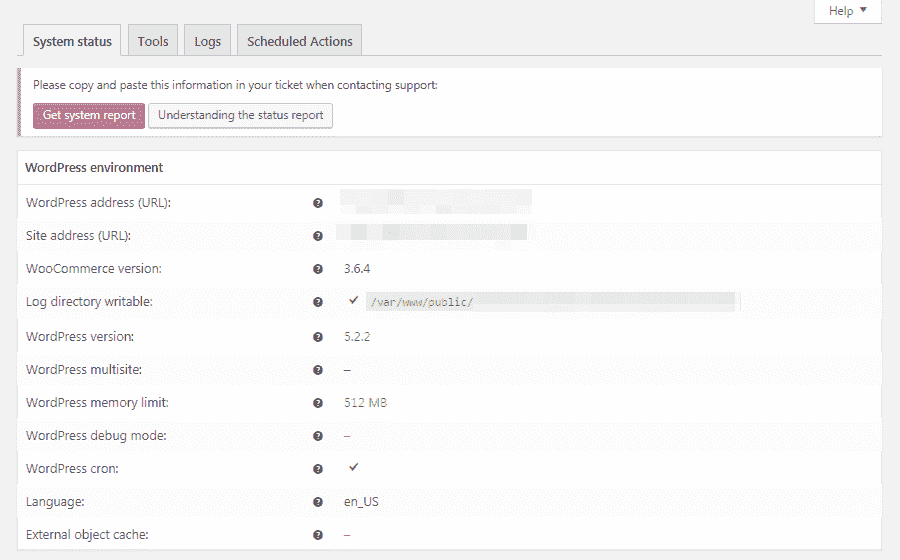 Help ▼
System status Tools Logs Scheduled Actions
Please copy and paste this information in your ticket when contacting support:
Get system report Understanding the status report
WordPress environment
WordPress address (URL):
Site address (URL):
WooCommerce version: 3.6.4
Log directory writable: ✔ /var/www/public/
WordPress version: 5.2.2
WordPress multisite: –
WordPress memory limit: 512 MB
WordPress debug mode: –
WordPress cron: ✔
Language: en_US
External object cache: –